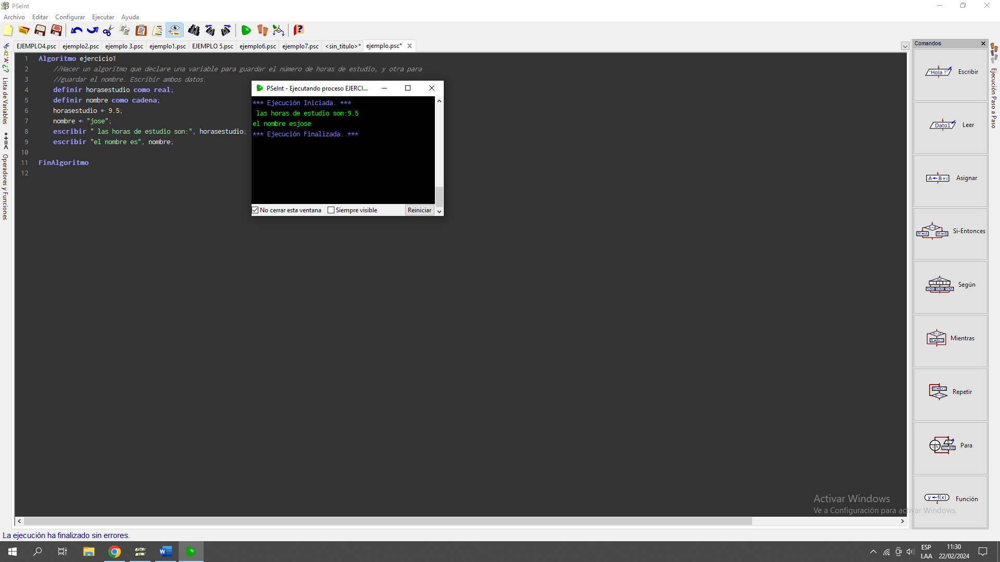 PSeInt
Archivo Editar Configurar Ejecutar Ayuda
EJEMPLO4.psc ejemplo2.psc ejemplo 3.psc ejemplo1.psc EJEMPLO 5.psc ejemplo6.psc ejemplo7.psc <sin_titulo>* ejemplo.psc*
1 Algoritmo ejercicio1
2 //Hacer un algoritmo que declare una variable para guardar el número de horas de estudio, y otra para
3 //guardar el nombre. Escribir ambos datos.
4 definir horasestudio como real;
5 definir nombre como cadena;
6 horasestudio ← 9.5;
7 nombre ← "jose";
8 escribir " las horas de estudio son:", horasestudio;
9 escribir "el nombre es", nombre;
10
11 FinAlgoritmo
12
PSeInt - Ejecutando proceso EJERCI...
*** Ejecución Iniciada. ***
las horas de estudio son:9.5
el nombre esjose
*** Ejecución Finalizada. ***
No cerrar esta ventana Siempre visible Reiniciar
42 'A' ¿? Lista de Variables
*+=< Operadores y Funciones
Comandos
'Hola !' Escribir
Dato1 Leer
A←B+i Asignar
A>B M←A M←B Si-Entonces
Según
Mientras
Repetir
Para
y←f(x) Función
Ejecución Paso a Paso
Activar Windows
Ve a Configuración para activar Windows.
La ejecución ha finalizado sin errores.
ESP
LAA
11:30
22/02/2024